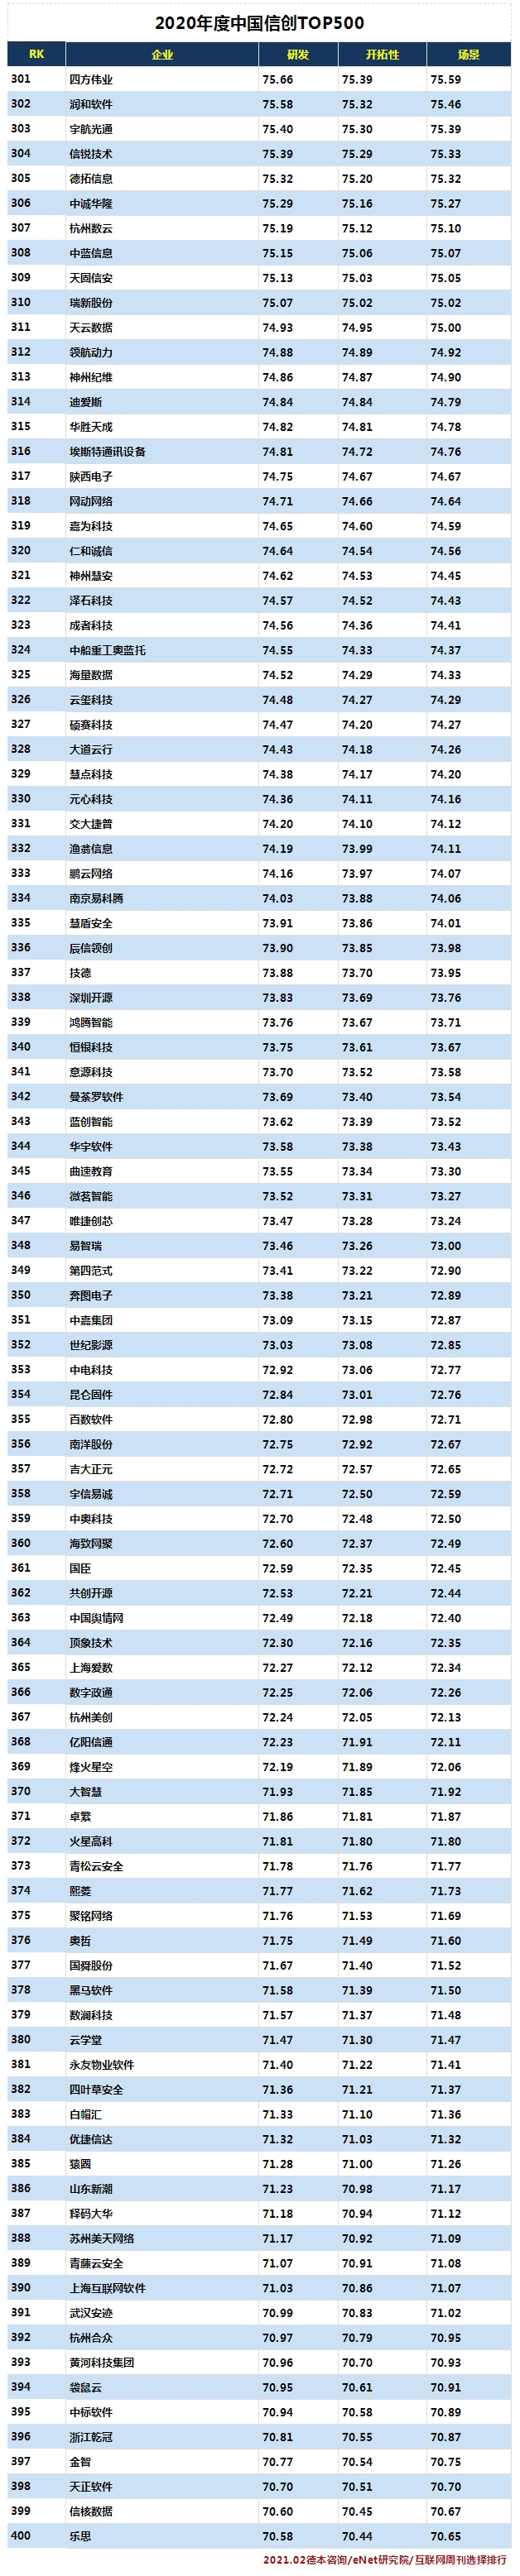 2020年度中国信创TOP500
RK 企业 研发 开拓性 场景
301 四方伟业 75.66 75.39 75.59
302 润和软件 75.58 75.32 75.46
303 宇航光通 75.40 75.30 75.39
304 信锐技术 75.39 75.29 75.33
305 德拓信息 75.32 75.20 75.32
306 中诚华隆 75.29 75.16 75.27
307 杭州数云 75.19 75.12 75.10
308 中蓝信息 75.15 75.06 75.07
309 天固信安 75.13 75.03 75.05
310 瑞新股份 75.07 75.02 75.02
311 天云数据 74.93 74.95 75.00
312 领航动力 74.88 74.89 74.92
313 神州纪维 74.86 74.87 74.90
314 迪爱斯 74.84 74.84 74.79
315 华胜天成 74.82 74.81 74.78
316 埃斯特通讯设备 74.81 74.72 74.76
317 陕西电子 74.75 74.67 74.67
318 网动网络 74.71 74.66 74.64
319 嘉为科技 74.65 74.60 74.59
320 仁和诚信 74.64 74.54 74.56
321 神州慧安 74.62 74.53 74.45
322 泽石科技 74.57 74.52 74.43
323 成者科技 74.56 74.36 74.41
324 中船重工奥蓝托 74.55 74.33 74.37
325 海量数据 74.52 74.29 74.33
326 云玺科技 74.48 74.27 74.29
327 硕赛科技 74.47 74.20 74.27
328 大道云行 74.43 74.18 74.26
329 慧点科技 74.38 74.17 74.20
330 元心科技 74.36 74.11 74.16
331 交大捷普 74.20 74.10 74.12
332 渔翁信息 74.19 73.99 74.11
333 鹏云网络 74.16 73.97 74.07
334 南京易科腾 74.03 73.88 74.06
335 慧盾安全 73.91 73.86 74.01
336 辰信领创 73.90 73.85 73.98
337 技德 73.88 73.70 73.95
338 深圳开源 73.83 73.69 73.76
339 鸿腾智能 73.76 73.67 73.71
340 恒银科技 73.75 73.61 73.67
341 意源科技 73.70 73.52 73.58
342 曼荼罗软件 73.69 73.40 73.54
343 蓝创智能 73.62 73.39 73.52
344 华宇软件 73.58 73.38 73.43
345 曲速教育 73.55 73.34 73.30
346 微茗智能 73.52 73.31 73.27
347 唯捷创芯 73.47 73.28 73.24
348 易智瑞 73.46 73.26 73.00
349 第四范式 73.41 73.22 72.90
350 奔图电子 73.38 73.21 72.89
351 中嘉集团 73.09 73.15 72.87
352 世纪影源 73.03 73.08 72.85
353 中电科技 72.92 73.06 72.77
354 昆仑固件 72.84 73.01 72.76
355 百数软件 72.80 72.98 72.71
356 南洋股份 72.75 72.92 72.67
357 吉大正元 72.72 72.57 72.65
358 宇信易诚 72.71 72.50 72.59
359 中奥科技 72.70 72.48 72.50
360 海致网聚 72.60 72.37 72.49
361 国臣 72.59 72.35 72.45
362 共创开源 72.53 72.21 72.44
363 中国舆情网 72.49 72.18 72.40
364 顶象技术 72.30 72.16 72.35
365 上海爱数 72.27 72.12 72.34
366 数字政通 72.25 72.06 72.26
367 杭州美创 72.24 72.05 72.13
368 亿阳信通 72.23 71.91 72.11
369 烽火星空 72.19 71.89 72.06
370 大智慧 71.93 71.85 71.92
371 卓繁 71.86 71.81 71.87
372 火星高科 71.81 71.80 71.80
373 青松云安全 71.78 71.76 71.77
374 熙菱 71.77 71.62 71.73
375 聚铭网络 71.76 71.53 71.69
376 奥哲 71.75 71.49 71.60
377 国舜股份 71.67 71.40 71.52
378 黑马软件 71.58 71.39 71.50
379 数澜科技 71.57 71.37 71.48
380 云学堂 71.47 71.30 71.47
381 永友物业软件 71.40 71.22 71.41
382 四叶草安全 71.36 71.21 71.37
383 白帽汇 71.33 71.10 71.36
384 优捷信达 71.32 71.03 71.32
385 猿圈 71.28 71.00 71.26
386 山东新潮 71.23 70.98 71.17
387 释码大华 71.18 70.94 71.12
388 苏州美天网络 71.17 70.92 71.09
389 青藤云安全 71.07 70.91 71.08
390 上海互联网软件 71.03 70.86 71.07
391 武汉安迹 70.99 70.83 71.02
392 杭州合众 70.97 70.79 70.95
393 黄河科技集团 70.96 70.70 70.93
394 袋鼠云 70.95 70.61 70.91
395 中标软件 70.94 70.58 70.89
396 浙江乾冠 70.81 70.55 70.87
397 金智 70.77 70.54 70.75
398 天正软件 70.70 70.51 70.70
399 信核数据 70.60 70.45 70.67
400 乐思 70.58 70.44 70.65
2021.02德本咨询/eNet研究院/互联网周刊选择排行